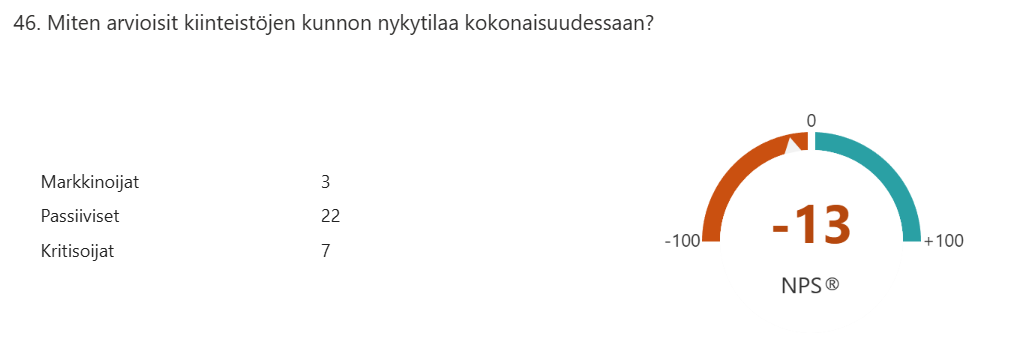 46. Miten arvioisit kiinteistöjen kunnon nykytilaa kokonaisuudessaan?
Markkinoijat 3
Passiiviset 22
Kritisoijat 7
0
-100
-13
+100
NPS®